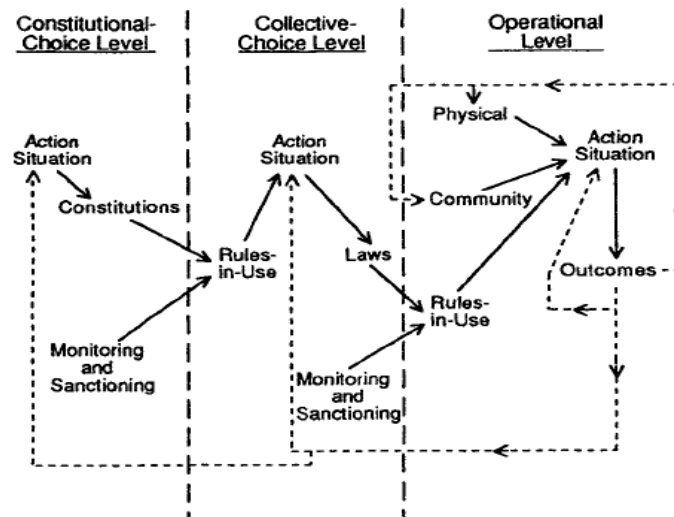 Constitutional-
Choice Level
Collective-
Choice Level
Operational
Level
Physical
Action
Situation
Action
Situation
Action
Situation
Constitutions
Community
Rules-
in-Use
Laws
Outcomes
Rules-
in-Use
Monitoring
and
Sanctioning
Monitoring
and
Sanctioning